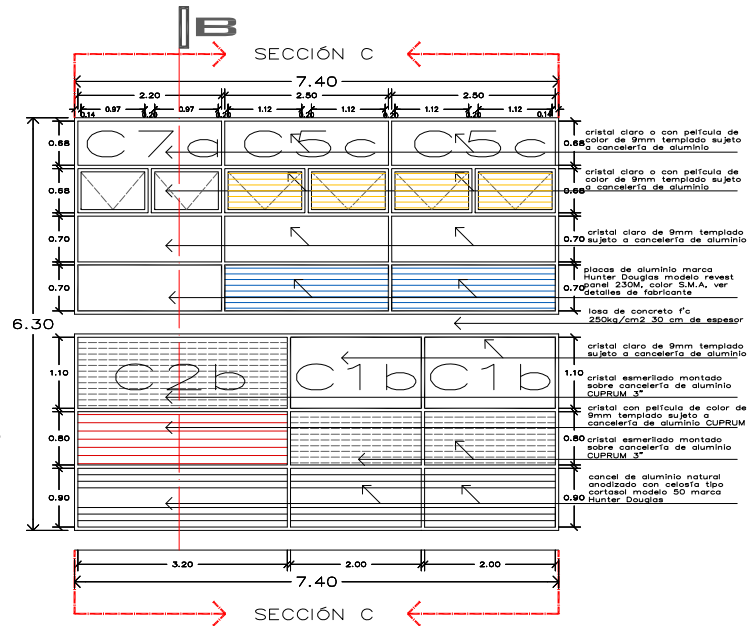 B
SECCIÓN C
7.40
2.20 2.50 2.50
0.14 0.97 0.20 0.97 0.20 1.12 0.20 1.12 0.20 1.12 0.20 1.12 0.14
C7a C5c C5c
0.68 0.68
cristal claro o con película de
color de 9mm templado sujeto
a cancelería de aluminio
0.68 0.68
cristal claro o con película de
color de 9mm templado sujeto
a cancelería de aluminio
0.70 0.70
cristal claro de 9mm templado
sujeto a cancelería de aluminio
0.70 0.70
placas de aluminio marca
Hunter Douglas modelo revest
panel 230M, color S.M.A. ver
detalles de fabricante
6.30
losa de concreto f'c
250kg/cm2 30 cm de espesor
C2b C1b C1b
1.10 1.10
cristal claro de 9mm templado
sujeto a cancelería de aluminio
cristal esmerilado montado
sobre cancelería de aluminio
CUPRUM 3"
0.80 0.80
cristal con película de color de
9mm templado sujeto a
cancelería de aluminio CUPRUM
cristal esmerilado montado
sobre cancelería de aluminio
CUPRUM 3"
0.90 0.90
cancel de aluminio natural
anodizado con celosía tipo
cortasol modelo 50 marca
Hunter Douglas
3.20 2.00 2.00
7.40
SECCIÓN C